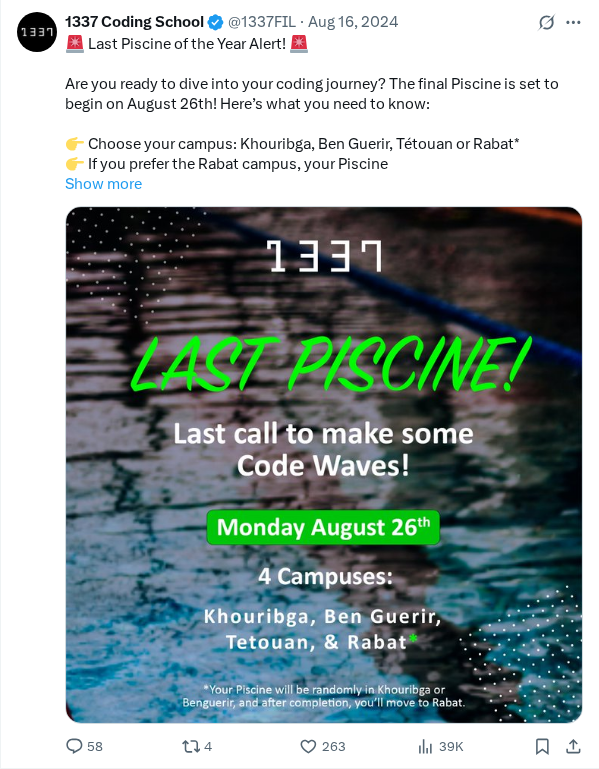 1337 Coding School @1337FIL · Aug 16, 2024
🚨 Last Piscine of the Year Alert! 🚨
Are you ready to dive into your coding journey? The final Piscine is set to
begin on August 26th! Here’s what you need to know:
👉 Choose your campus: Khouribga, Ben Guerir, Tétouan or Rabat*
👉 If you prefer the Rabat campus, your Piscine
Show more
1337
LAST PISCINE!
Last call to make some
Code Waves!
Monday August 26th
4 Campuses:
Khouribga, Ben Guerir,
Tetouan, & Rabat*
*Your Piscine will be randomly in Khouribga or
Benguerir, and after completion, you’ll move to Rabat.
58 4 263 39K